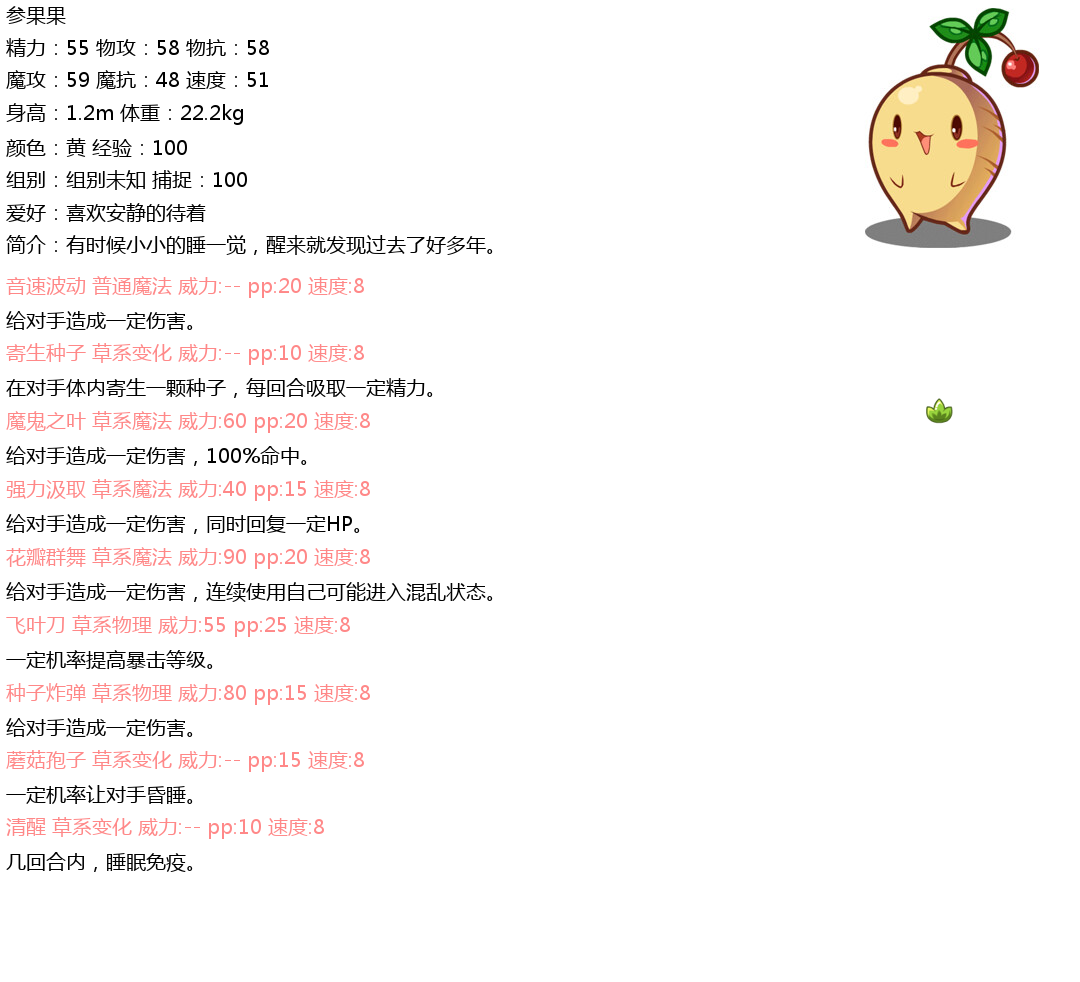 参果果
精力：55 物攻：58 物抗：58
魔攻：59 魔抗：48 速度：51
身高：1.2m 体重：22.2kg
颜色：黄 经验：100
组别：组别未知 捕捉：100
爱好：喜欢安静的待着
简介：有时候小小的睡一觉，醒来就发现过去了好多年。
音速波动 普通魔法 威力:-- pp:20 速度:8
给对手造成一定伤害。
寄生种子 草系变化 威力:-- pp:10 速度:8
在对手体内寄生一颗种子，每回合吸取一定精力。
魔鬼之叶 草系魔法 威力:60 pp:20 速度:8
给对手造成一定伤害，100%命中。
强力汲取 草系魔法 威力:40 pp:15 速度:8
给对手造成一定伤害，同时回复一定HP。
花瓣群舞 草系魔法 威力:90 pp:20 速度:8
给对手造成一定伤害，连续使用自己可能进入混乱状态。
飞叶刀 草系物理 威力:55 pp:25 速度:8
一定机率提高暴击等级。
种子炸弹 草系物理 威力:80 pp:15 速度:8
给对手造成一定伤害。
蘑菇孢子 草系变化 威力:-- pp:15 速度:8
一定机率让对手昏睡。
清醒 草系变化 威力:-- pp:10 速度:8
几回合内，睡眠免疫。